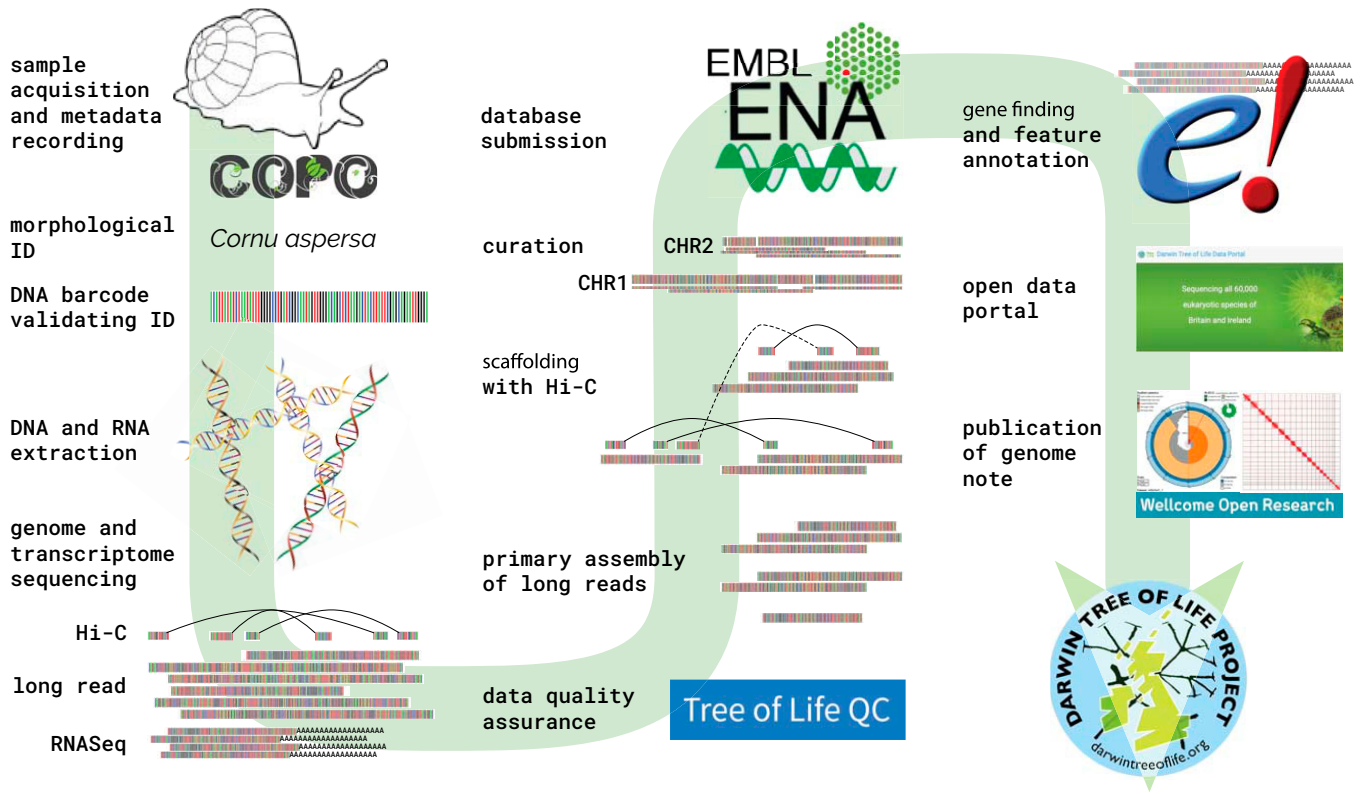 sample
acquisition
and metadata
recording
COPO
morphological
ID
Cornu aspersa
DNA barcode
validating ID
DNA and RNA
extraction
genome and
transcriptome
sequencing
Hi-C
long read
RNASeq
AAAAAAAAAAAAAAAAAAA
AAAAAAAAAAAAAAAAAAA
AAAAAAAAAAAAAAAAAAA
AAAAAAAAAAAAAAAAAAA
data quality
assurance
Tree of Life QC
primary assembly
of long reads
scaffolding
with Hi-C
curation
CHR2
CHR1
database
submission
EMBL
ENA
gene finding
and feature
annotation
e!
open data
portal
Darwin Tree of Life Data Portal
Sequencing all 60,000
eukaryotic species of
Britain and Ireland
publication
of genome
note
Wellcome Open Research
DARWIN TREE OF LIFE PROJECT
darwintreeoflife.org